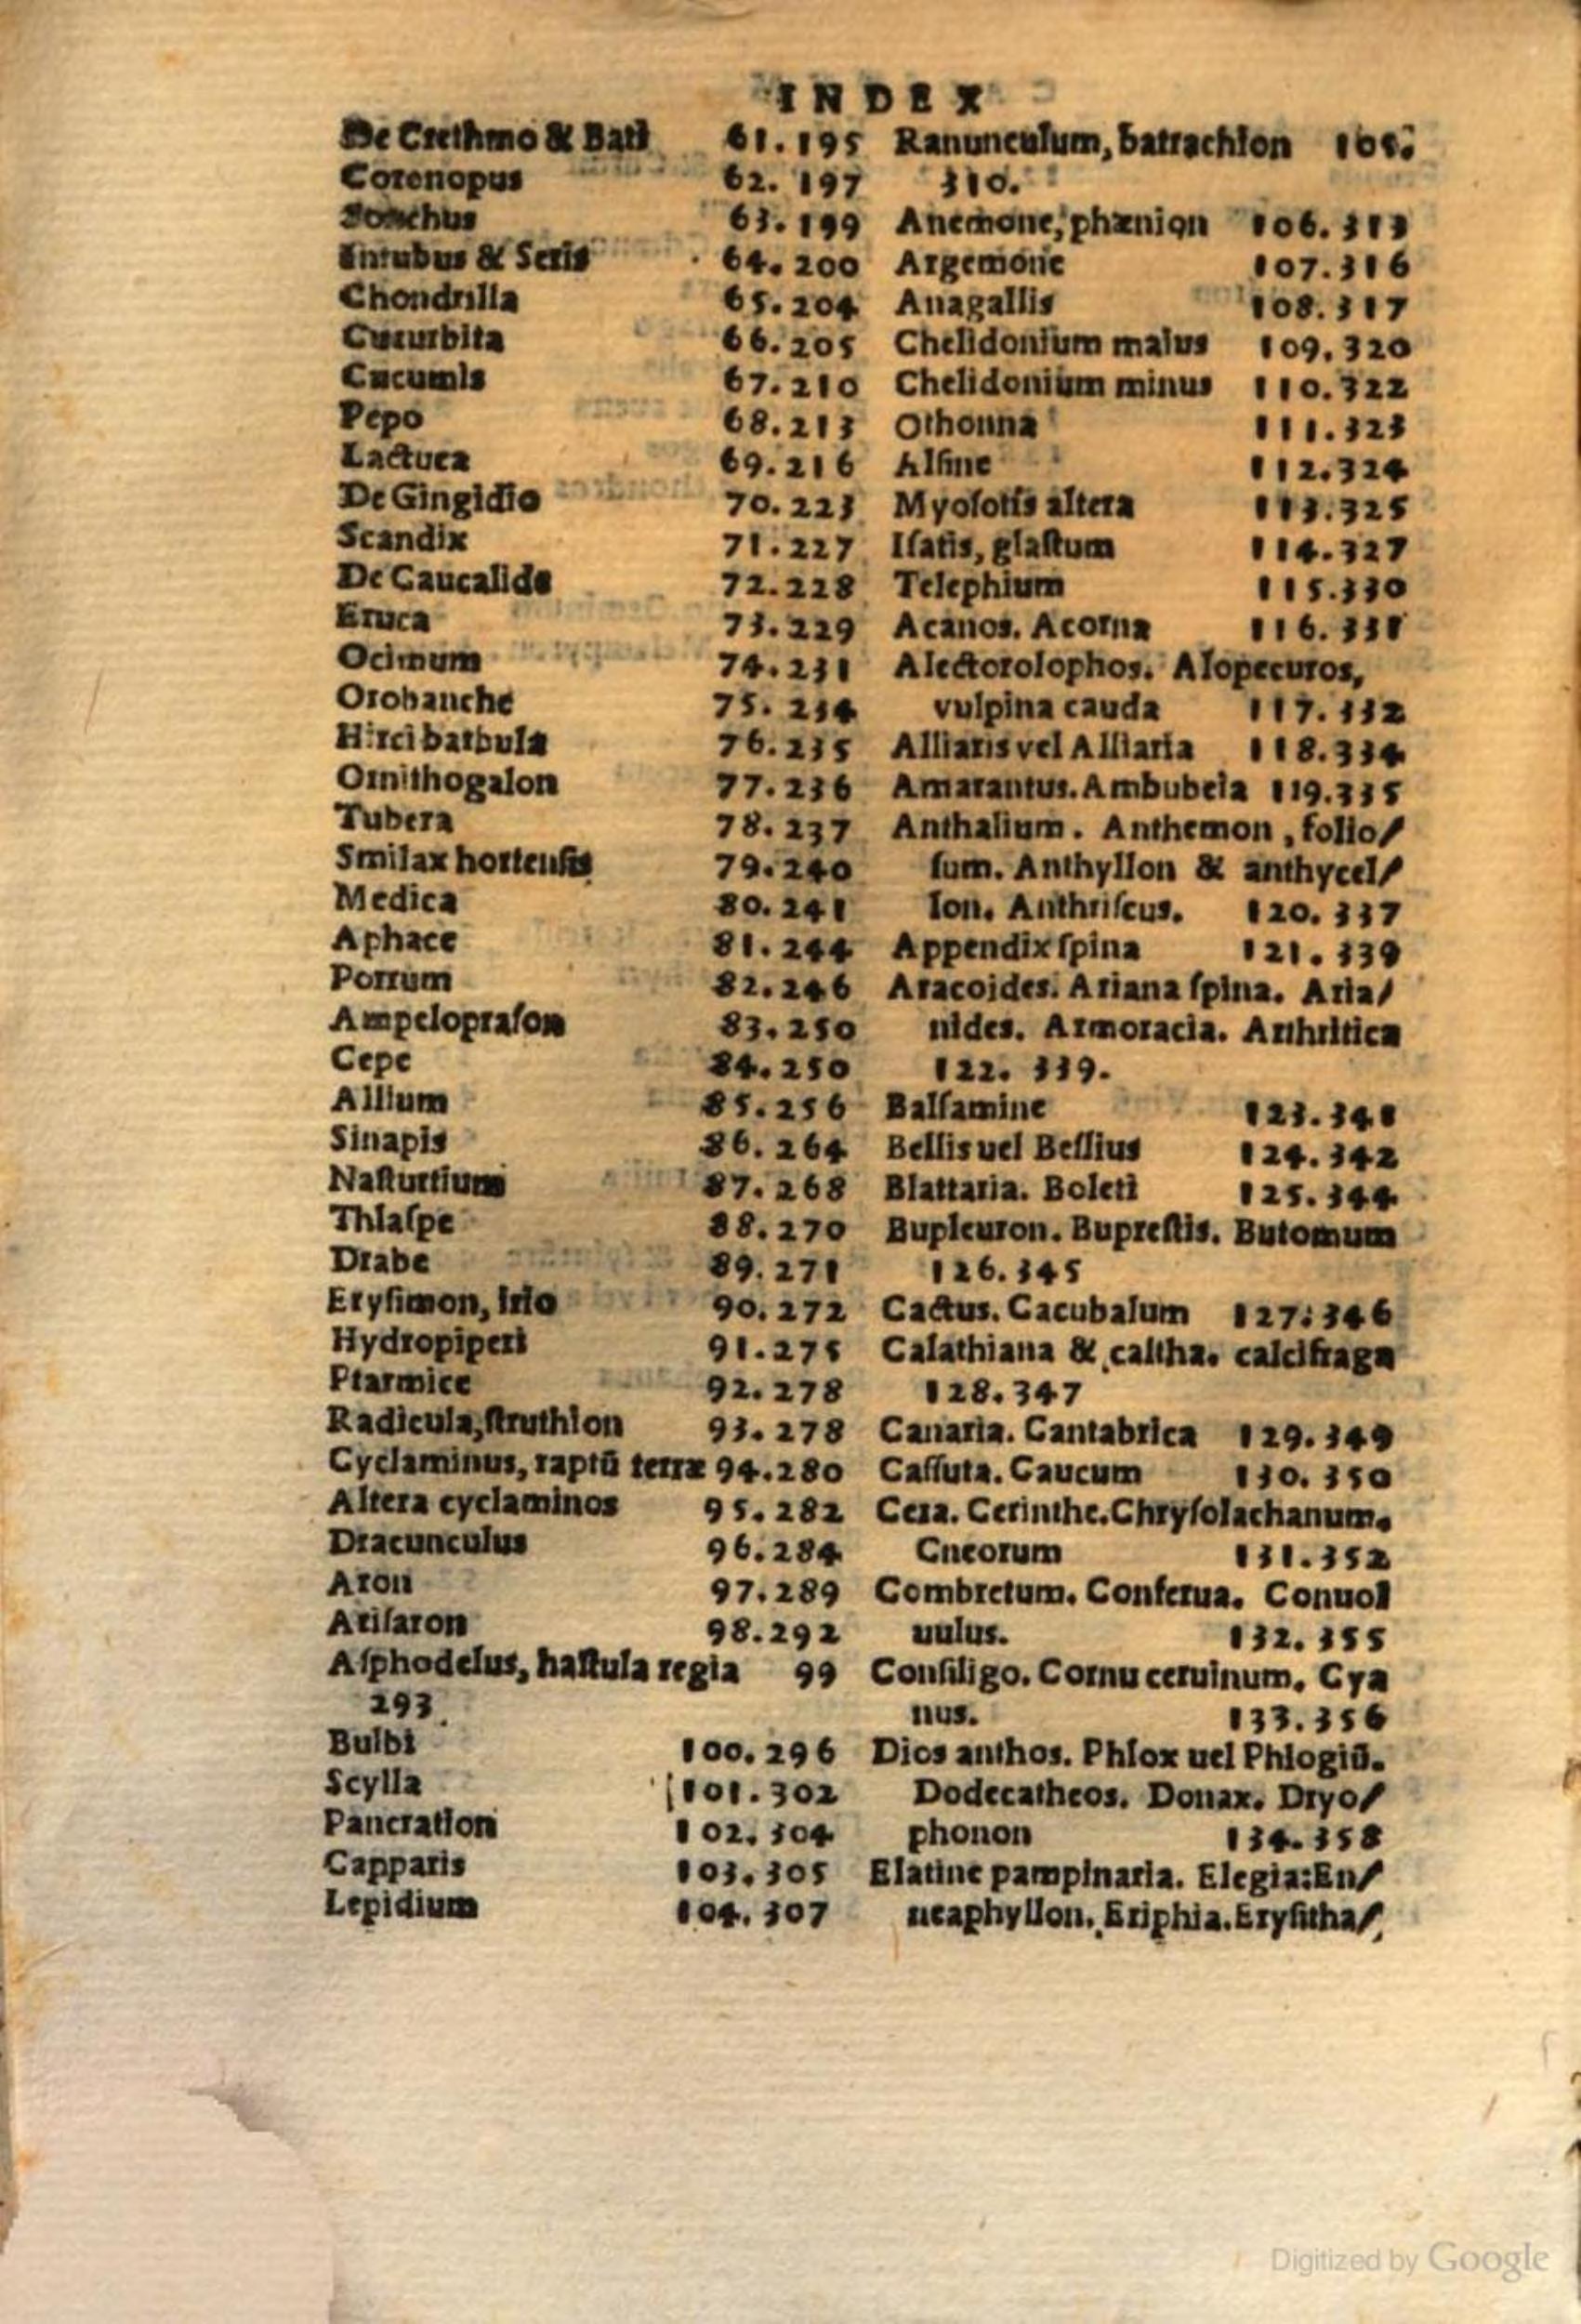 INDEX
De Crethmo & Bati 61.195
Corenopus 62. 197
Sonchus 63.199
Intubus & Seris 64.200
Chondrilla 65.204
Cucurbita 66.205
Cucumis 67.210
Pepo 68.213
Lactuca 69.216
De Gingidio 70.223
Scandix 71.227
De Caucalide 72.228
Eruca 73.229
Ocimum 74.231
Orobanche 75. 234
Hirci barbula 76.235
Ornithogalon 77.236
Tubera 78.237
Smilax hortenſis 79.240
Medica 80.241
Aphace 81.244
Porrum 82.246
Ampelopraſon 83.250
Cepe 84.250
Allium 85.256
Sinapis 86.264
Naſturtium 87.268
Thlaſpe 88.270
Drabe 89.271
Eryſimon, irio 90.272
Hydropiperi 91.275
Ptarmice 92.278
Radicula, ſtruthion 93.278
Cyclaminus, raptū terræ 94.280
Altera cyclaminos 95.282
Dracunculus 96.284
Aron 97.289
Ariſaron 98.292
Aſphodelus, haſtula regia 99
293.
Bulbi 100.296
Scylla 101.302
Pancration 102.304
Capparis 103.305
Lepidium 104.307
Ranunculum, batrachion 105.
310.
Anemone, phænion 106.313
Argemone 107.316
Anagallis 108.317
Chelidonium maius 109.320
Chelidonium minus 110.322
Othonna 111.323
Alſine 112.324
Myoſotis altera 113.325
Iſatis, glaſtum 114.327
Telephium 115.330
Acanos. Acorna 116.331
Alectorolophos. Alopecuros,
vulpina cauda 117.332
Alliaris vel Alliaria 118.334
Amarantus. Ambubeia 119.335
Anthalium. Anthemon, folio/
ſum. Anthyllon & anthycel/
lon. Anthriſcus. 120.337
Appendix ſpina 121.339
Aracoides. Ariana ſpina. Aria/
nides. Armoracia. Arthritica
122. 339.
Balſamine 123.341
Bellis uel Bellius 124.342
Blattaria. Boleti 125.344
Bupleuron. Bupreſtis. Butomum
126.345
Cactus. Cacubalum 127.346
Calathiana & caltha. calcifraga
128.347
Canaria. Cantabrica 129.349
Caſſuta. Caucum 130.350
Cera. Cerinthe. Chryſolachanum.
Cneorum 131.352
Combretum. Conferua. Conuol
uulus. 132.355
Conſiligo. Cornu ceruinum. Cya
nus. 133.356
Dios anthos. Phlox uel Phlogiū.
Dodecatheos. Donax. Dryo/
phonon 134.358
Elatine pampinaria. Elegia: En/
neaphyllon. Eriphia. Eryſitha/
Digitized by Google